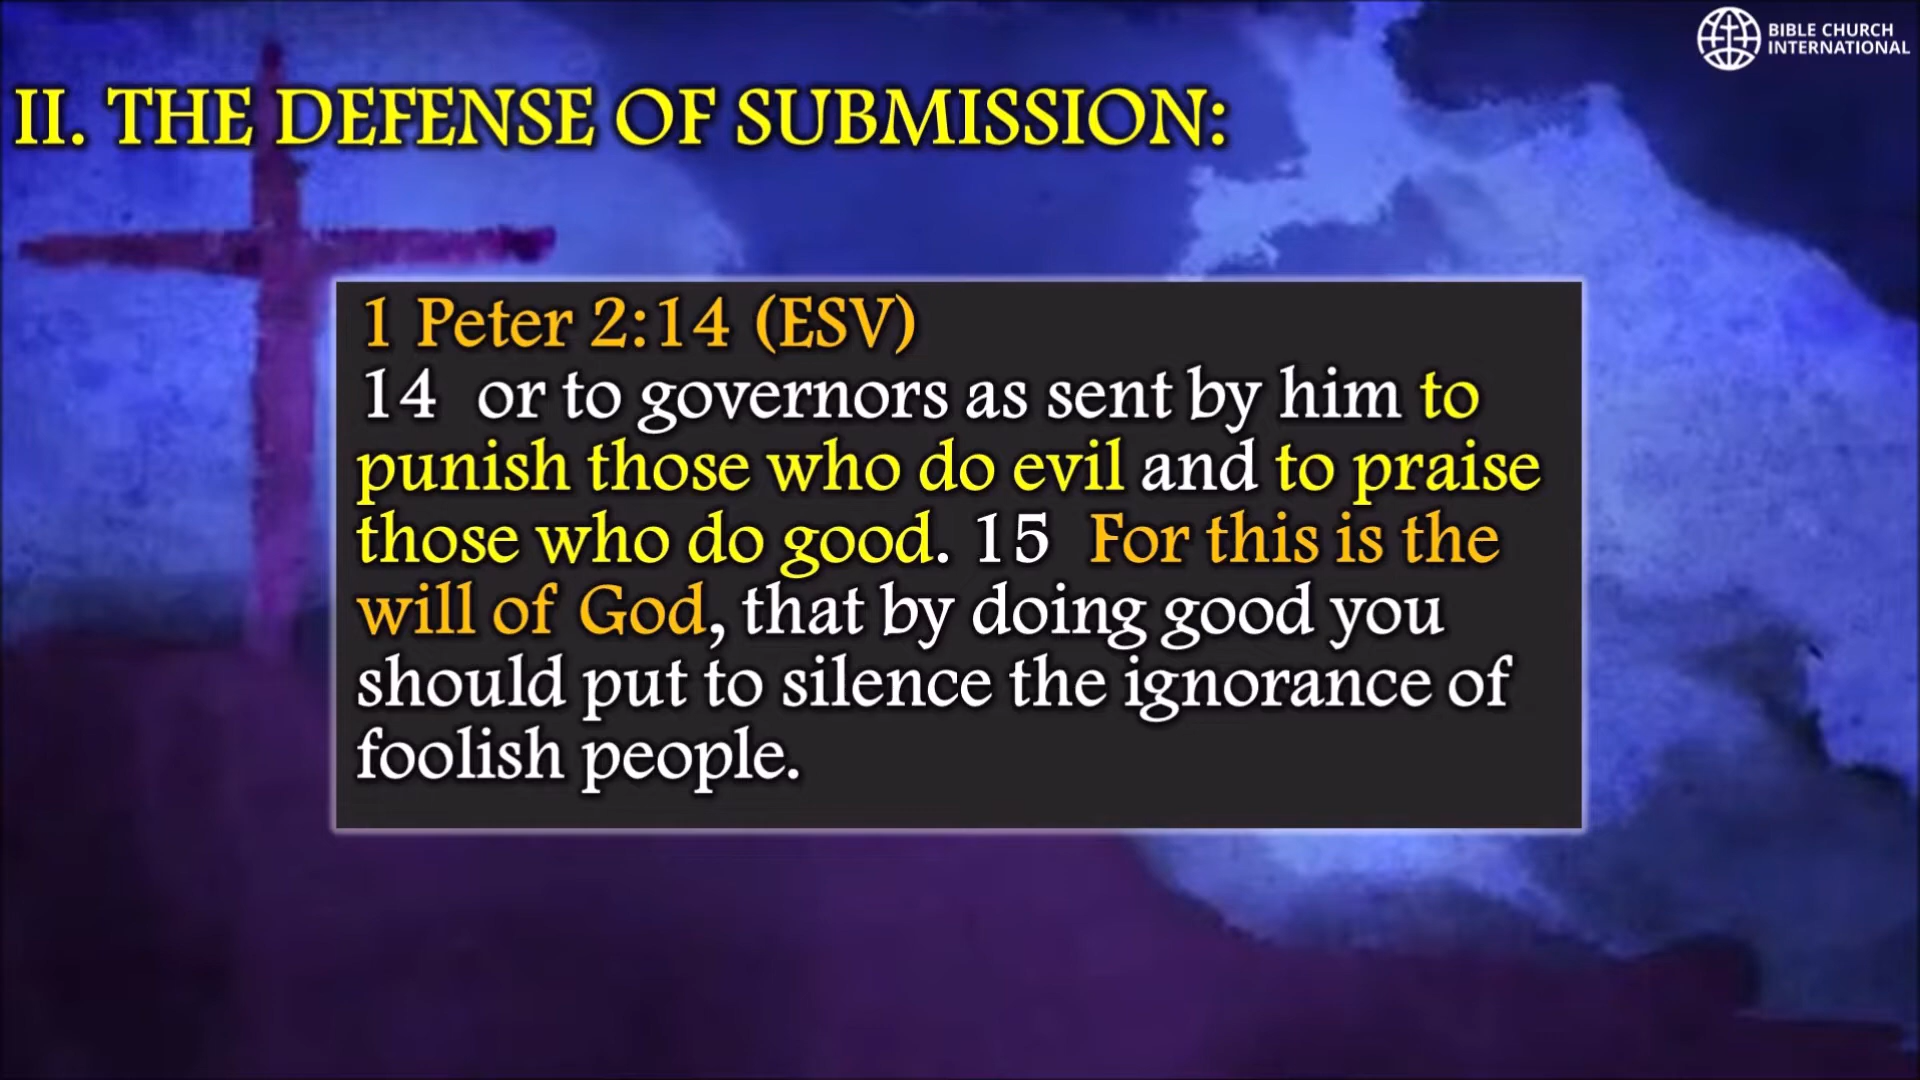 BIBLE CHURCH
INTERNATIONAL
II. THE DEFENSE OF SUBMISSION:
1 Peter 2:14 (ESV)
14 or to governors as sent by him to
punish those who do evil and to praise
those who do good. 15 For this is the
will of God, that by doing good you
should put to silence the ignorance of
foolish people.